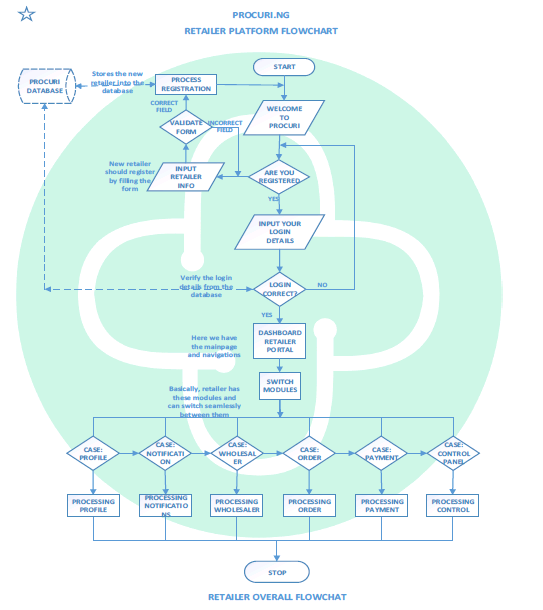 PROCURI.NG
RETAILER PLATFORM FLOWCHART
START
PROCURI
DATABASE
Stores the new
retailer into the
database
PROCESS
REGISTRATION
CORRECT
FIELD
WELCOME
TO
PROCURI
VALIDATE
FORM
INCORRECT
FIELD
New retailer
should register
by filling the
form
INPUT
RETAILER
INFO
ARE YOU
REGISTERED
YES
INPUT YOUR
LOGIN
DETAILS
Verify the login
details from the
database
LOGIN
CORRECT?
NO
YES
Here we have
the mainpage
and navigations
DASHBOARD
RETAILER
PORTAL
SWITCH
MODULES
Basically, retailer has
these modules and
can switch seamlessly
between them
CASE:
PROFILE
CASE:
NOTIFICATI
ON
CASE:
WHOLESAL
ER
CASE:
ORDER
CASE:
PAYMENT
CASE:
CONTROL
PANEL
PROCESSING
PROFILE
PROCESSING
NOTIFICATIO
NS
PROCESSING
WHOLESALER
PROCESSING
ORDER
PROCESSING
PAYMENT
PROCESSING
CONTROL
STOP
RETAILER OVERALL FLOWCHAT